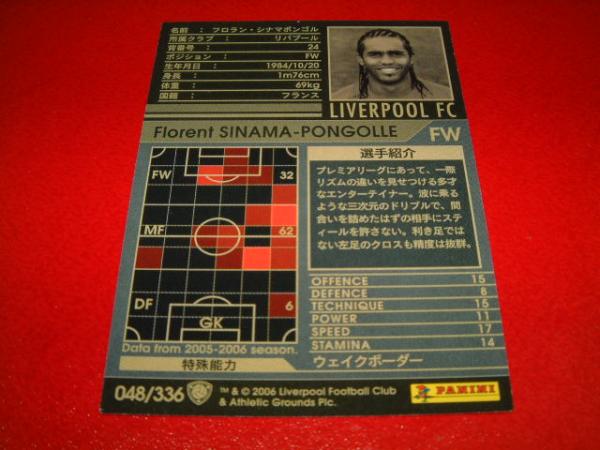 名前 : フロラン・シナマポンゴル
所属クラブ : リバプール
背番号 : 24
ポジション : FW
生年月日 : 1984/10/20
身長 : 1m76cm
体重 : 69kg
国籍 : フランス
LIVERPOOL FC
Florent SINAMA-PONGOLLE FW
FW 32
MF 62
DF 6
GK
Data from 2005-2006 season.
選手紹介
プレミアリーグにあって、一際
リズムの違いを見せつける多才
なエンターテイナー。波に乗る
ような三次元のドリブルで、間
合いを詰めたはずの相手にステ
ィールを許さない。利き足では
ない左足のクロスも精度は抜群。
OFFENCE 15
DEFENCE 8
TECHNIQUE 15
POWER 11
SPEED 17
STAMINA 14
特殊能力 ウェイクボーダー
048/336
™ & © 2006 Liverpool Football Club
& Athletic Grounds Plc.
PANINI